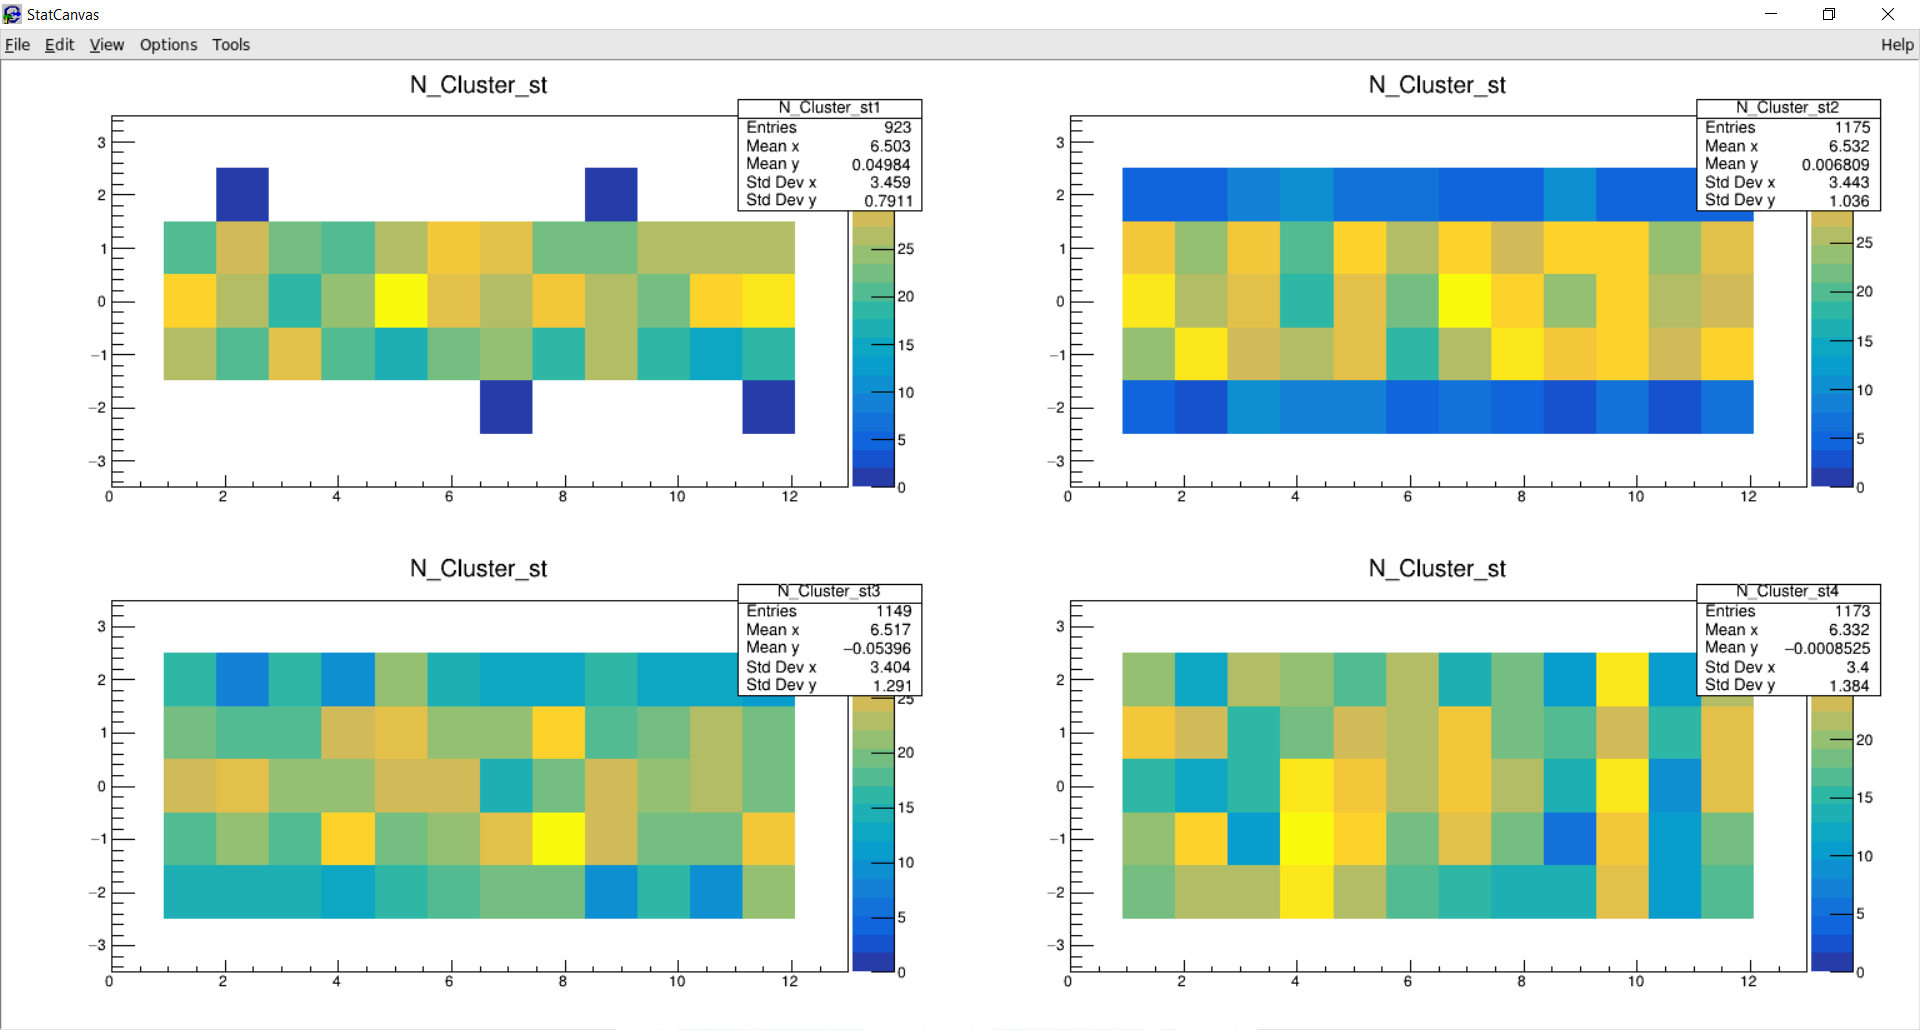 StatCanvas
File Edit View Options Tools Help
N_Cluster_st
N_Cluster_st1
Entries 923
Mean x 6.503
Mean y 0.04984
Std Dev x 3.459
Std Dev y 0.7911
3
2
1
0
−1
−2
−3
0 2 4 6 8 10 12
25
20
15
10
5
0
N_Cluster_st
N_Cluster_st2
Entries 1175
Mean x 6.532
Mean y 0.006809
Std Dev x 3.443
Std Dev y 1.036
3
2
1
0
−1
−2
−3
0 2 4 6 8 10 12
25
20
15
10
5
0
N_Cluster_st
N_Cluster_st3
Entries 1149
Mean x 6.517
Mean y −0.05396
Std Dev x 3.404
Std Dev y 1.291
3
2
1
0
−1
−2
−3
0 2 4 6 8 10 12
25
20
15
10
5
0
N_Cluster_st
N_Cluster_st4
Entries 1173
Mean x 6.332
Mean y −0.0008525
Std Dev x 3.4
Std Dev y 1.384
3
2
1
0
−1
−2
−3
0 2 4 6 8 10 12
20
15
10
5
0